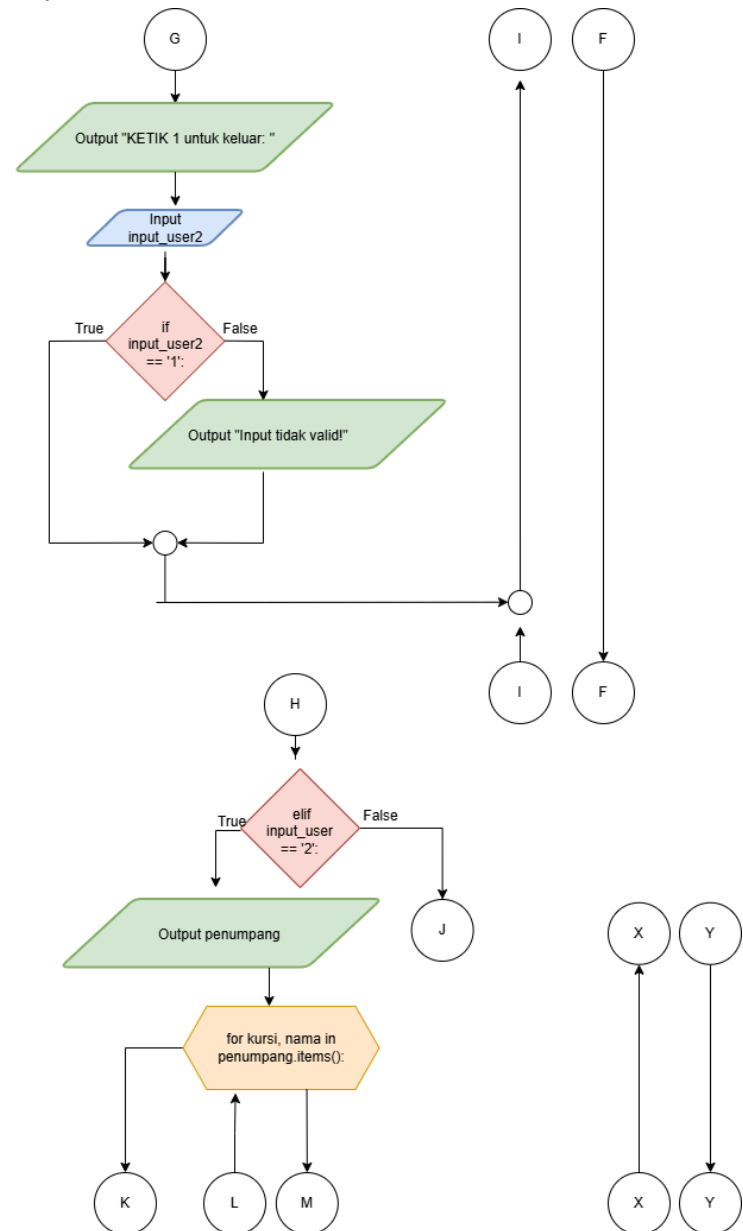 G
I
F
Output "KETIK 1 untuk keluar: "
Input
input_user2
True
if
input_user2
== '1':
False
Output "Input tidak valid!"
I
F
H
True
elif
input_user
== '2':
False
Output penumpang
J
X
Y
for kursi, nama in
penumpang.items():
K
L
M
X
Y